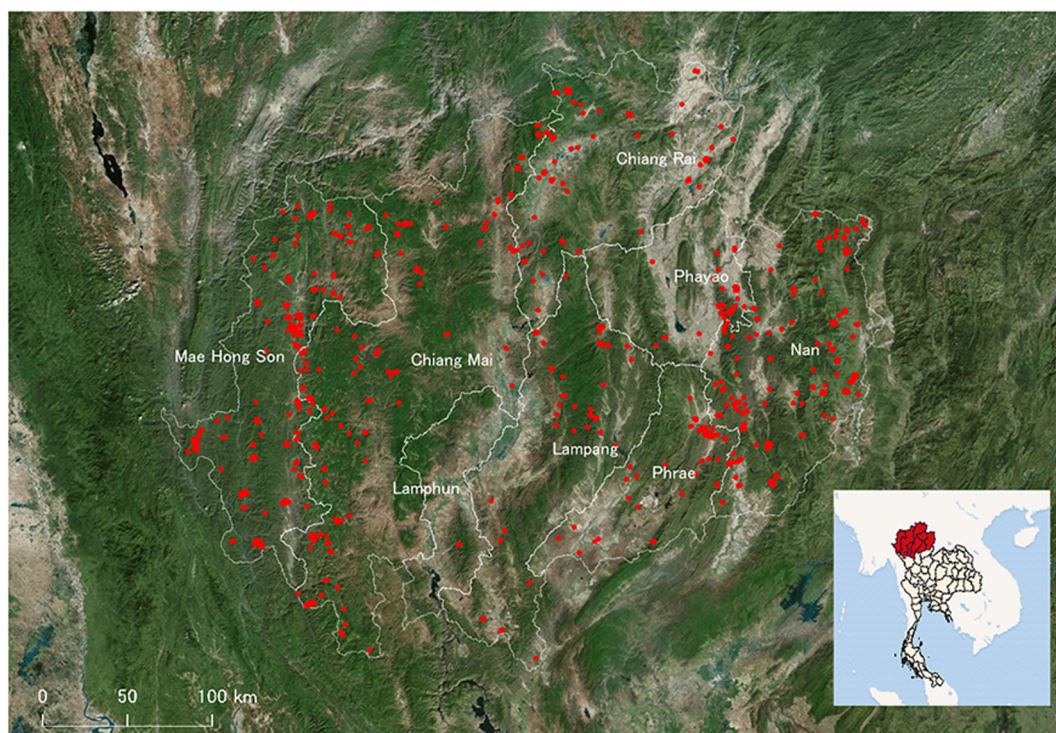 Chiang Rai
Phayao
Mae Hong Son
Chiang Mai
Nan
Lampang
Phrae
Lamphun
0 50 100 km